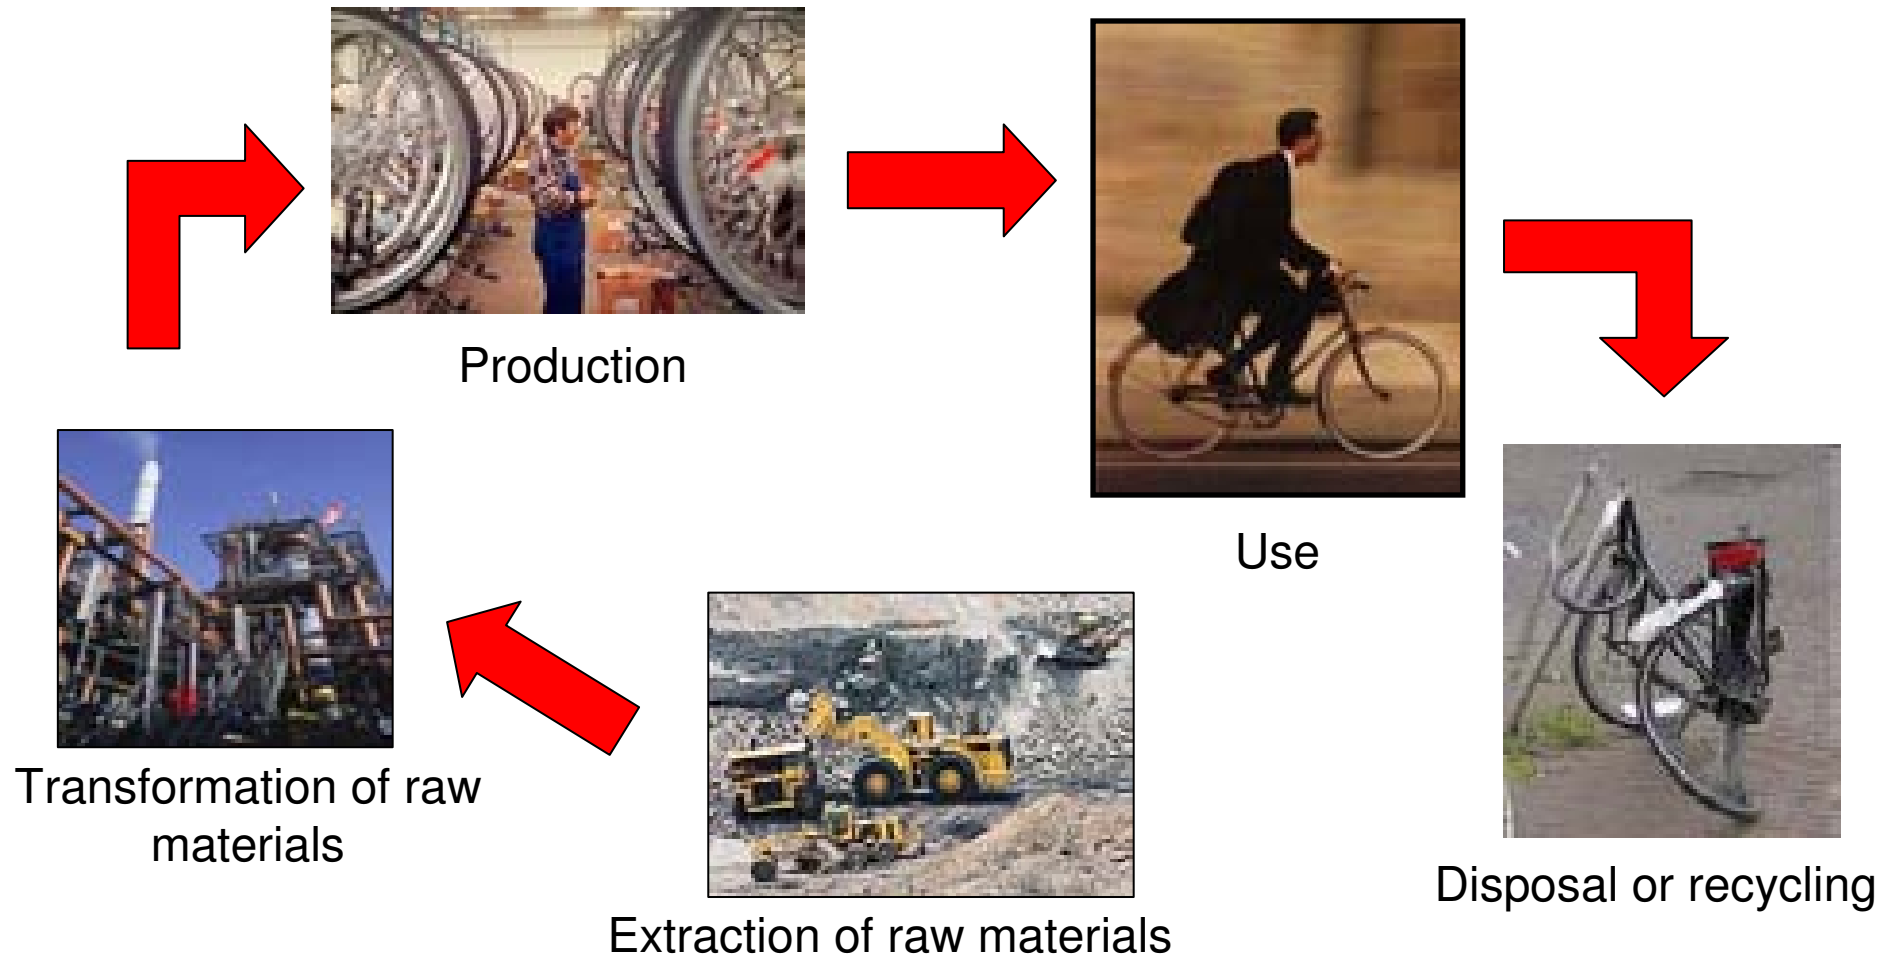 Production
Use
Transformation of raw
materials
Extraction of raw materials
Disposal or recycling